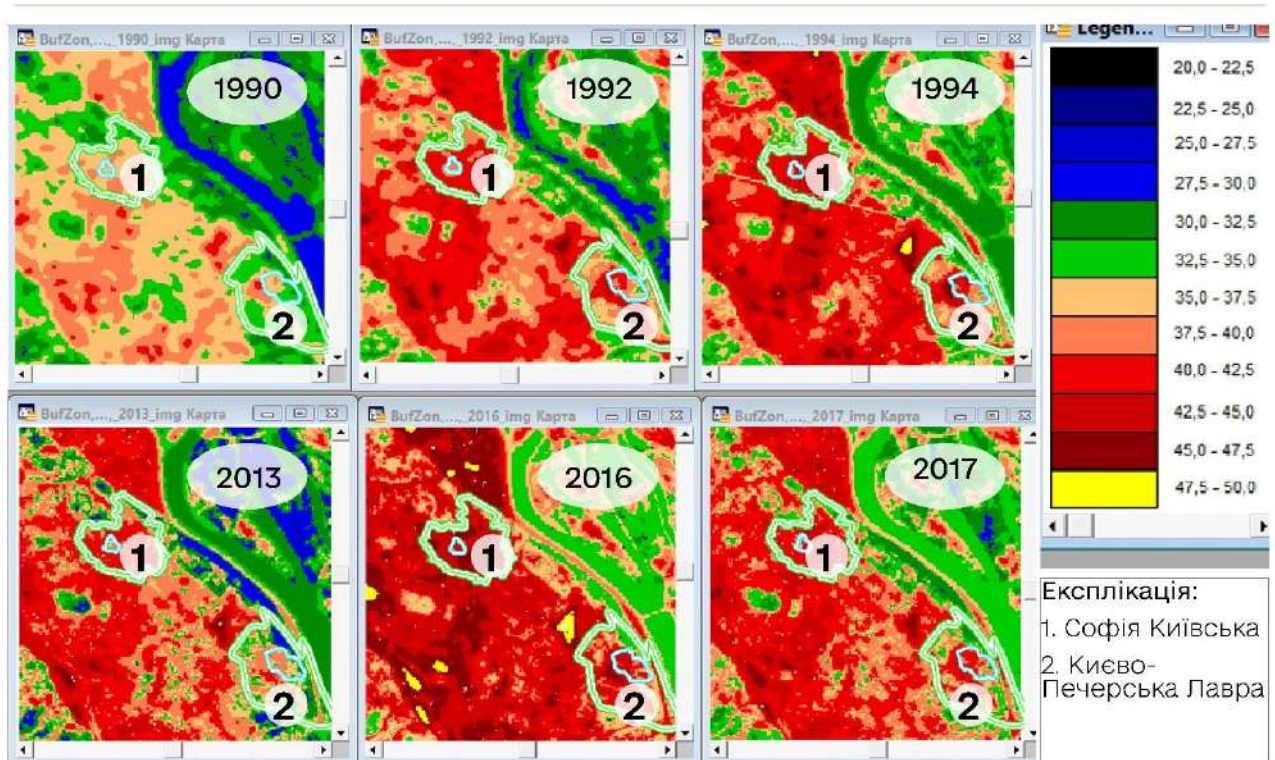 BufZon,...,_1990_img Карта
1990
1
2
BufZon,...,_1992_img Карта
1992
1
2
BufZon,...,_1994_img Карта
1994
1
2
BufZon,...,_2013_img Карта
2013
1
2
BufZon,...,_2016_img Карта
2016
1
2
BufZon,...,_2017_img Карта
2017
1
2
Legen...
20,0 - 22,5
22,5 - 25,0
25,0 - 27,5
27,5 - 30,0
30,0 - 32,5
32,5 - 35,0
35,0 - 37,5
37,5 - 40,0
40,0 - 42,5
42,5 - 45,0
45,0 - 47,5
47,5 - 50,0
Експлікація:
1. Софія Київська
2. Києво-
Печерська Лавра